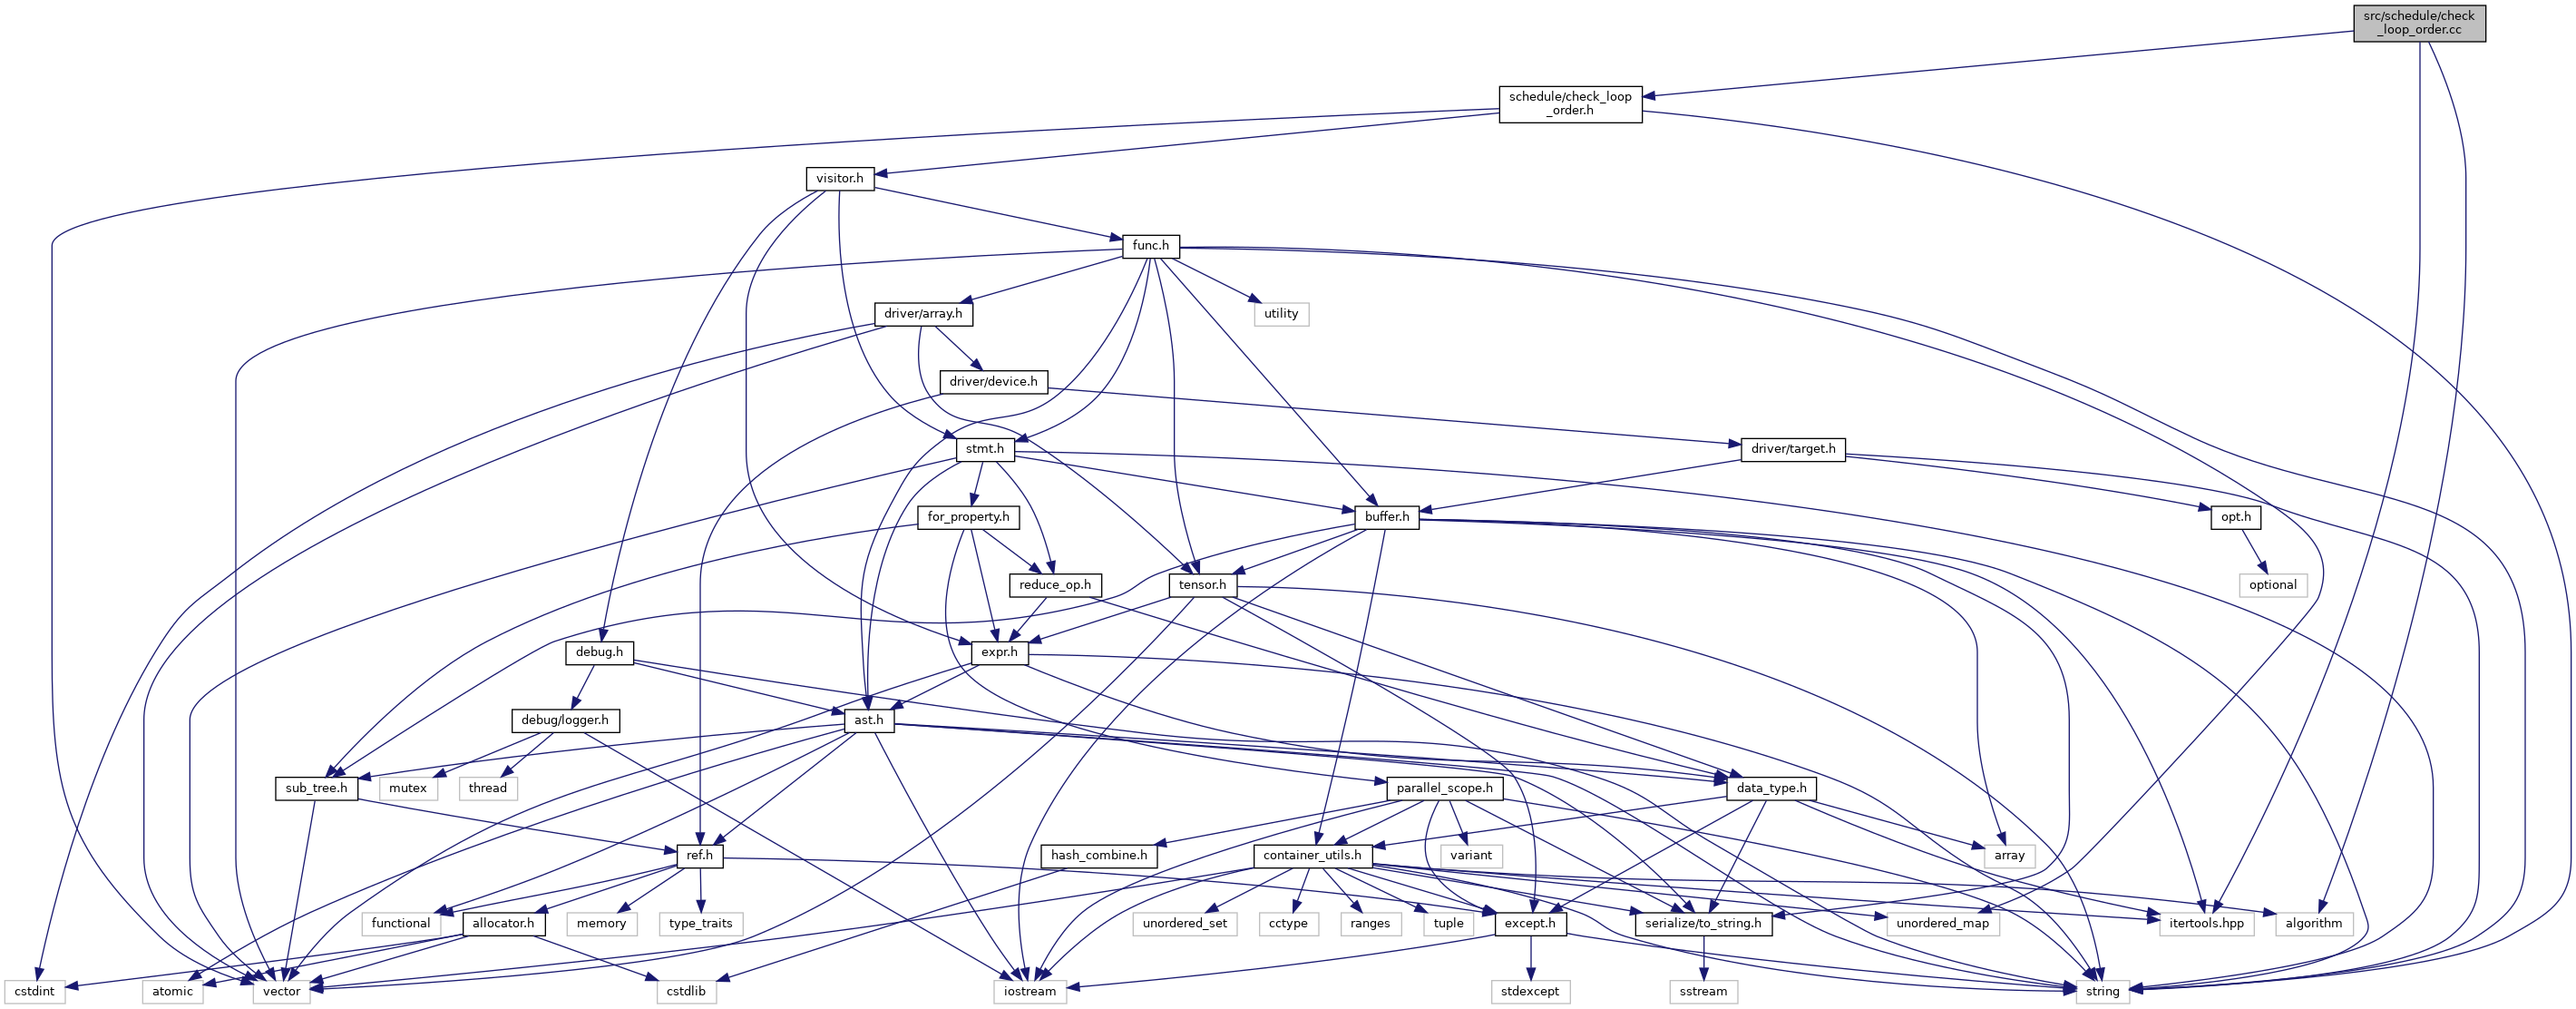 src/schedule/check
_loop_order.cc
schedule/check_loop
_order.h
visitor.h
func.h
driver/array.h
utility
driver/device.h
stmt.h
driver/target.h
for_property.h
buffer.h
opt.h
reduce_op.h
tensor.h
optional
debug.h
expr.h
debug/logger.h
ast.h
sub_tree.h
mutex
thread
parallel_scope.h
data_type.h
ref.h
hash_combine.h
container_utils.h
variant
array
functional
allocator.h
memory
type_traits
unordered_set
cctype
ranges
tuple
except.h
serialize/to_string.h
unordered_map
itertools.hpp
algorithm
cstdint
atomic
vector
cstdlib
iostream
stdexcept
sstream
string